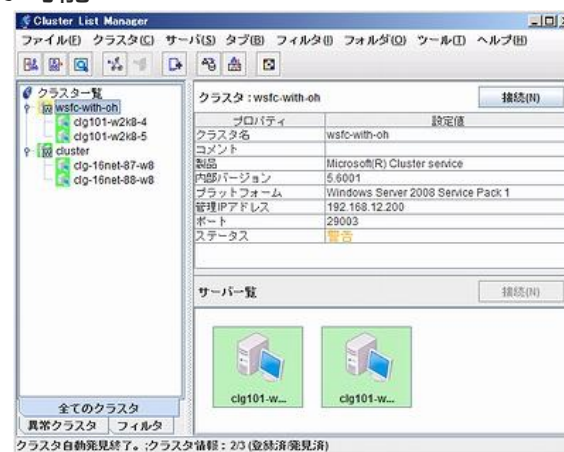 Cluster List Manager
ファイル(F) クラスタ(C) サーバ(S) タブ(B) フィルタ(I) フォルダ(O) ツール(T) ヘルプ(H)
クラスター覧
wsfc-with-oh
clg101-w2k8-4
clg101-w2k8-5
cluster
clg-16net-87-w8
clg-16net-88-w8
全てのクラスタ
異常クラスタ フィルタ
クラスタ : wsfc-with-oh 接続(N)
プロパティ 設定値
クラスタ名 wsfc-with-oh
コメント
製品 Microsoft(R) Cluster service
内部バージョン 5.6001
プラットフォーム Windows Server 2008 Service Pack 1
管理IPアドレス 192.168.12.200
ポート 29003
ステータス 警告
サーバー覧 接続(N)
clg101-w... clg101-w...
クラスタ自動発見終了。:クラスタ情報 : 2/3 (登録済/発見済)